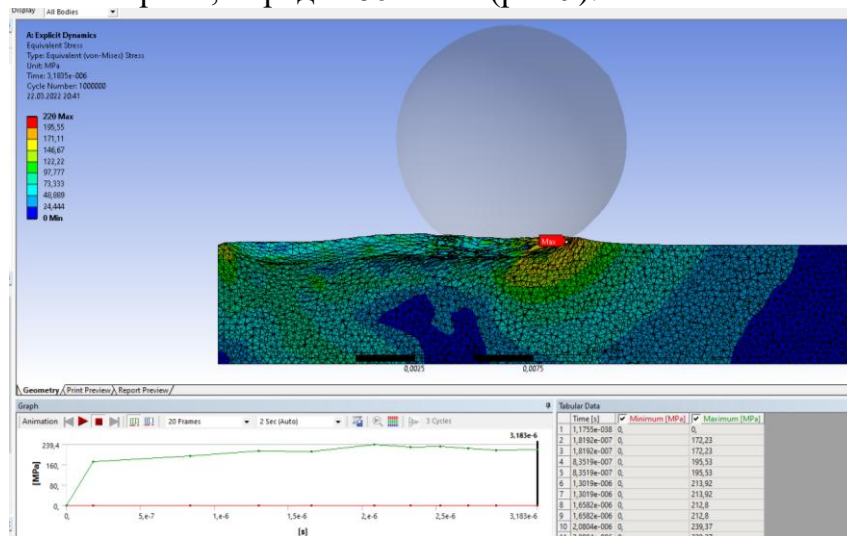 Display All Bodies
A: Explicit Dynamics
Equivalent Stress
Type: Equivalent (von-Mises) Stress
Unit: MPa
Time: 3,1835e-006
Cycle Number: 1000000
22.03.2022 20:41
220 Max
195,55
171,11
146,67
122,22
97,777
73,333
48,889
24,444
0 Min
Max
0,0025 0,0075
Geometry Print Preview Report Preview
Graph
Animation 20 Frames 2 Sec (Auto) 3 Cycles
3,183e-6
239,4
160,
80,
0,
[MPa]
0, 5,e-7 1,e-6 1,5e-6 2,e-6 2,5e-6 3,183e-6
[s]
Tabular Data
Time [s] Minimum [MPa] Maximum [MPa]
1 1,1755e-038 0, 0,
2 1,8192e-007 0, 172,23
3 1,8192e-007 0, 172,23
4 8,3519e-007 0, 195,53
5 8,3519e-007 0, 195,53
6 1,3019e-006 0, 213,92
7 1,3019e-006 0, 213,92
8 1,6582e-006 0, 212,8
9 1,6582e-006 0, 212,8
10 2,0804e-006 0, 239,37